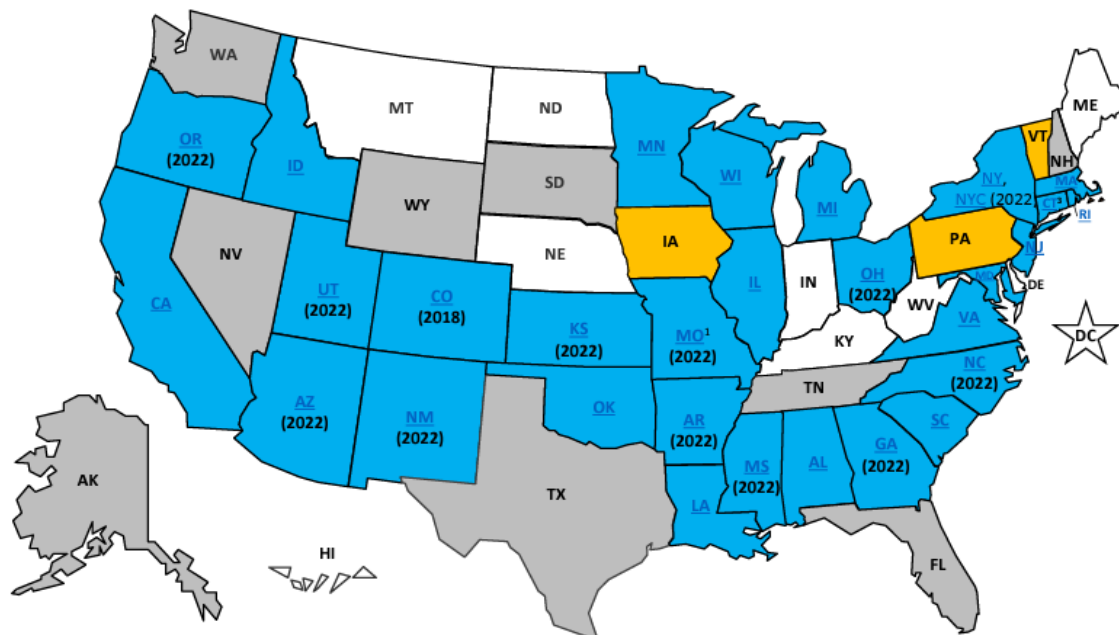 WA
MT
ND
ME
OR
(2022)
ID
MN
VT
NH
SD
WI
NY,
NYC (2022)
MA
CT³
RI
WY
MI
IA
PA
NJ
NV
NE
OH
(2022)
MD
DE
IL
IN
CA
UT
(2022)
CO
(2018)
WV
VA
KS
(2022)
MO¹
(2022)
KY
DC
NC
(2022)
TN
AZ
(2022)
NM
(2022)
OK
AR
(2022)
SC
MS
(2022)
AL
GA
(2022)
AK
TX
LA
HI
FL